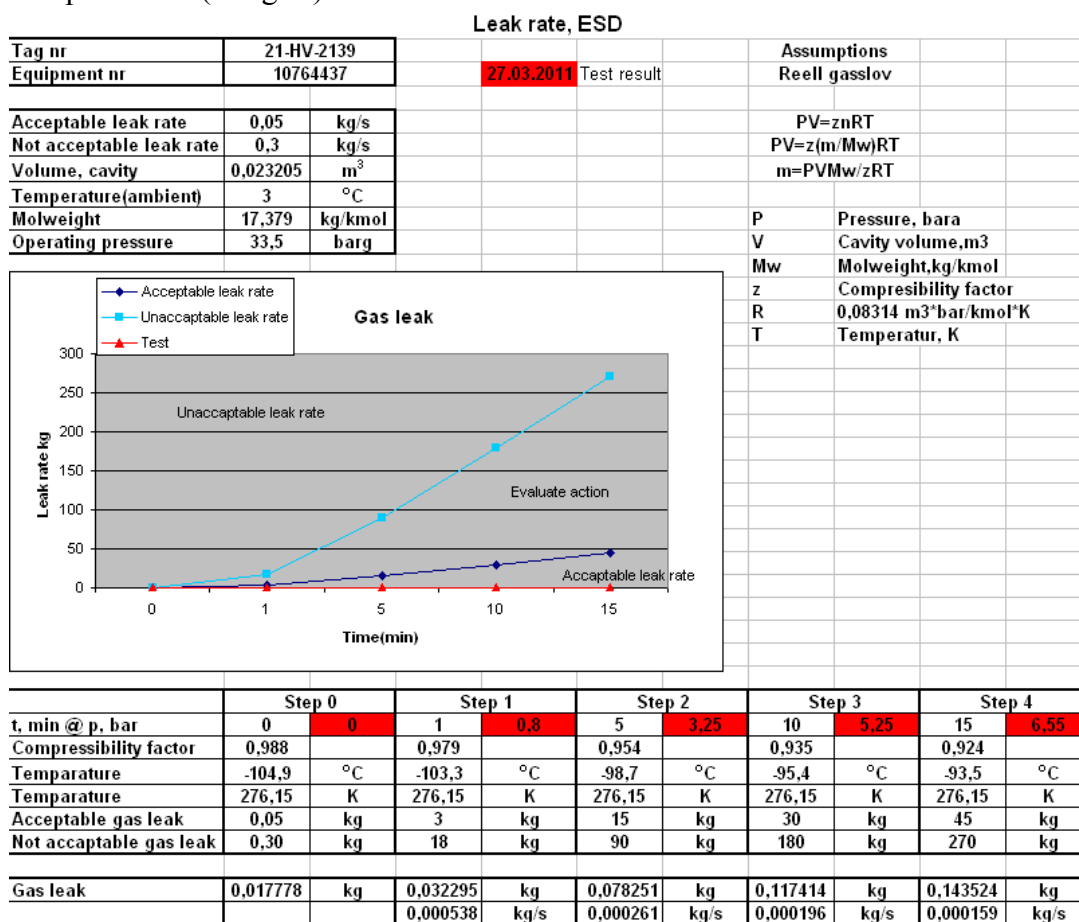 Leak rate, ESD
Tag nr 21-HV-2139 Assumptions
Equipment nr 10764437 27.03.2011 Test result Reell gasslov
Acceptable leak rate 0,05 kg/s PV=znRT
Not acceptable leak rate 0,3 kg/s PV=z(m/Mw)RT
Volume, cavity 0,023205 m3 m=PVMw/zRT
Temperature(ambient) 3 °C
Molweight 17,379 kg/kmol P Pressure, bara
Operating pressure 33,5 barg V Cavity volume,m3
Mw Molweight,kg/kmol
z Compresibility factor
R 0,08314 m3*bar/kmol*K
T Temperatur, K
Acceptable leak rate
Unaccaptable leak rate
Test
Gas leak
300
250
200
150
100
50
0
Leak rate kg
Unaccaptable leak rate
Evaluate action
Accaptable leak rate
0 1 5 10 15
Time(min)
Step 0 Step 1 Step 2 Step 3 Step 4
t, min @ p, bar 0 0 1 0,8 5 3,25 10 5,25 15 6,55
Compressibility factor 0,988 0,979 0,954 0,935 0,924
Temparature -104,9 °C -103,3 °C -98,7 °C -95,4 °C -93,5 °C
Temparature 276,15 K 276,15 K 276,15 K 276,15 K 276,15 K
Acceptable gas leak 0,05 kg 3 kg 15 kg 30 kg 45 kg
Not accaptable gas leak 0,30 kg 18 kg 90 kg 180 kg 270 kg
Gas leak 0,017778 kg 0,032295 kg 0,078251 kg 0,117414 kg 0,143524 kg
0,000538 kg/s 0,000261 kg/s 0,000196 kg/s 0,000159 kg/s